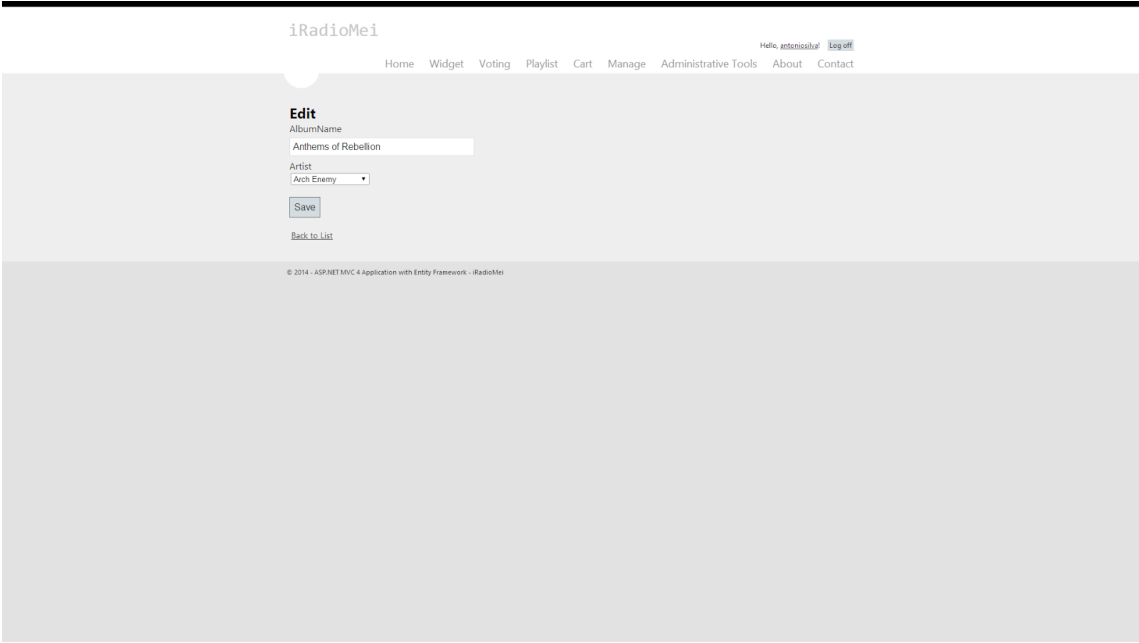 iRadioMei
Hello, antoniosilva! Log off
Home Widget Voting Playlist Cart Manage Administrative Tools About Contact
Edit
AlbumName
Anthems of Rebellion
Artist
Arch Enemy
Save
Back to List
© 2014 - ASP.NET MVC 4 Application with Entity Framework - iRadioMei